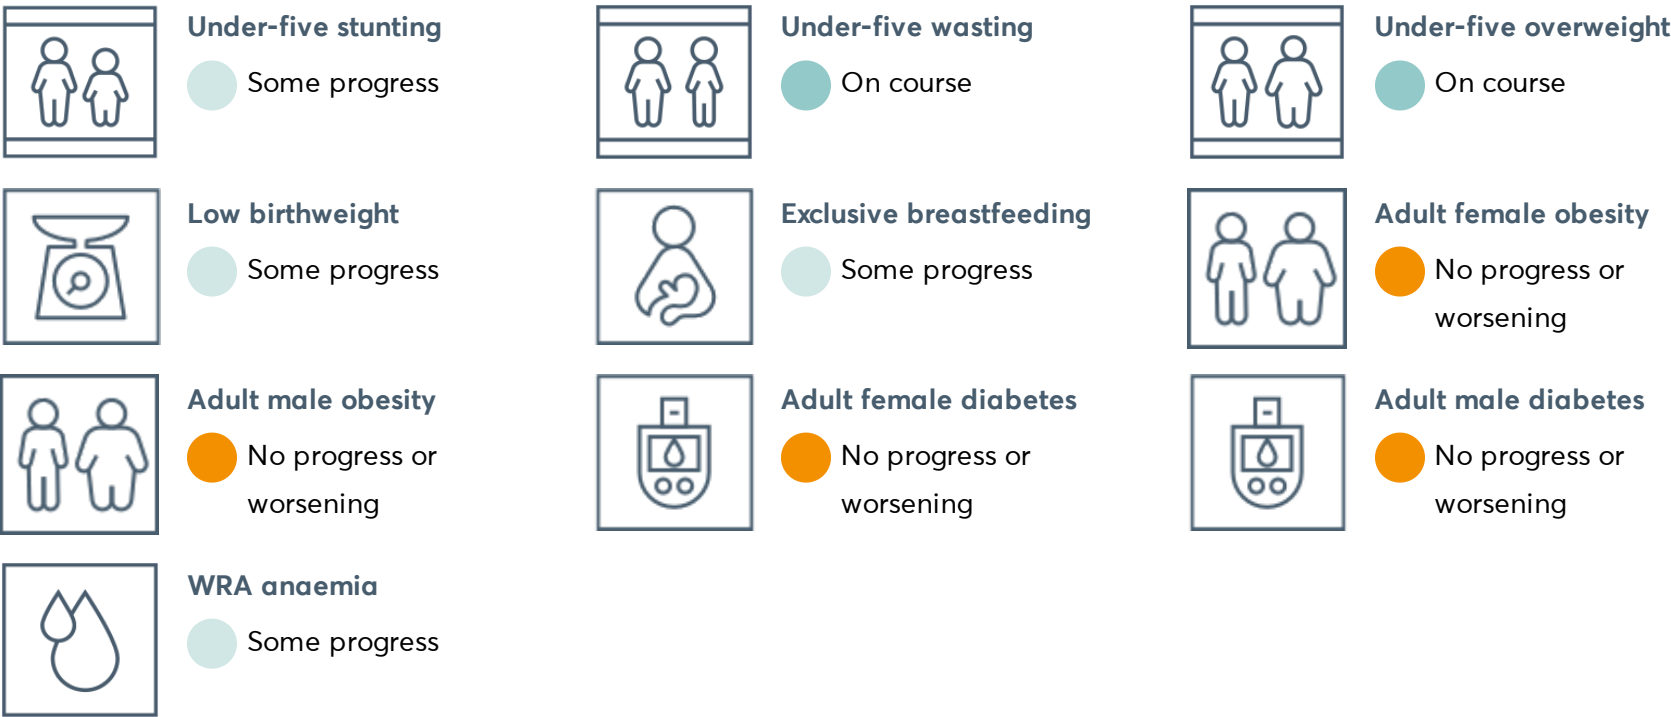 Under-five stunting
Some progress
Under-five wasting
On course
Under-five overweight
On course
Low birthweight
Some progress
Exclusive breastfeeding
Some progress
Adult female obesity
No progress or
worsening
Adult male obesity
No progress or
worsening
Adult female diabetes
No progress or
worsening
Adult male diabetes
No progress or
worsening
WRA anaemia
Some progress